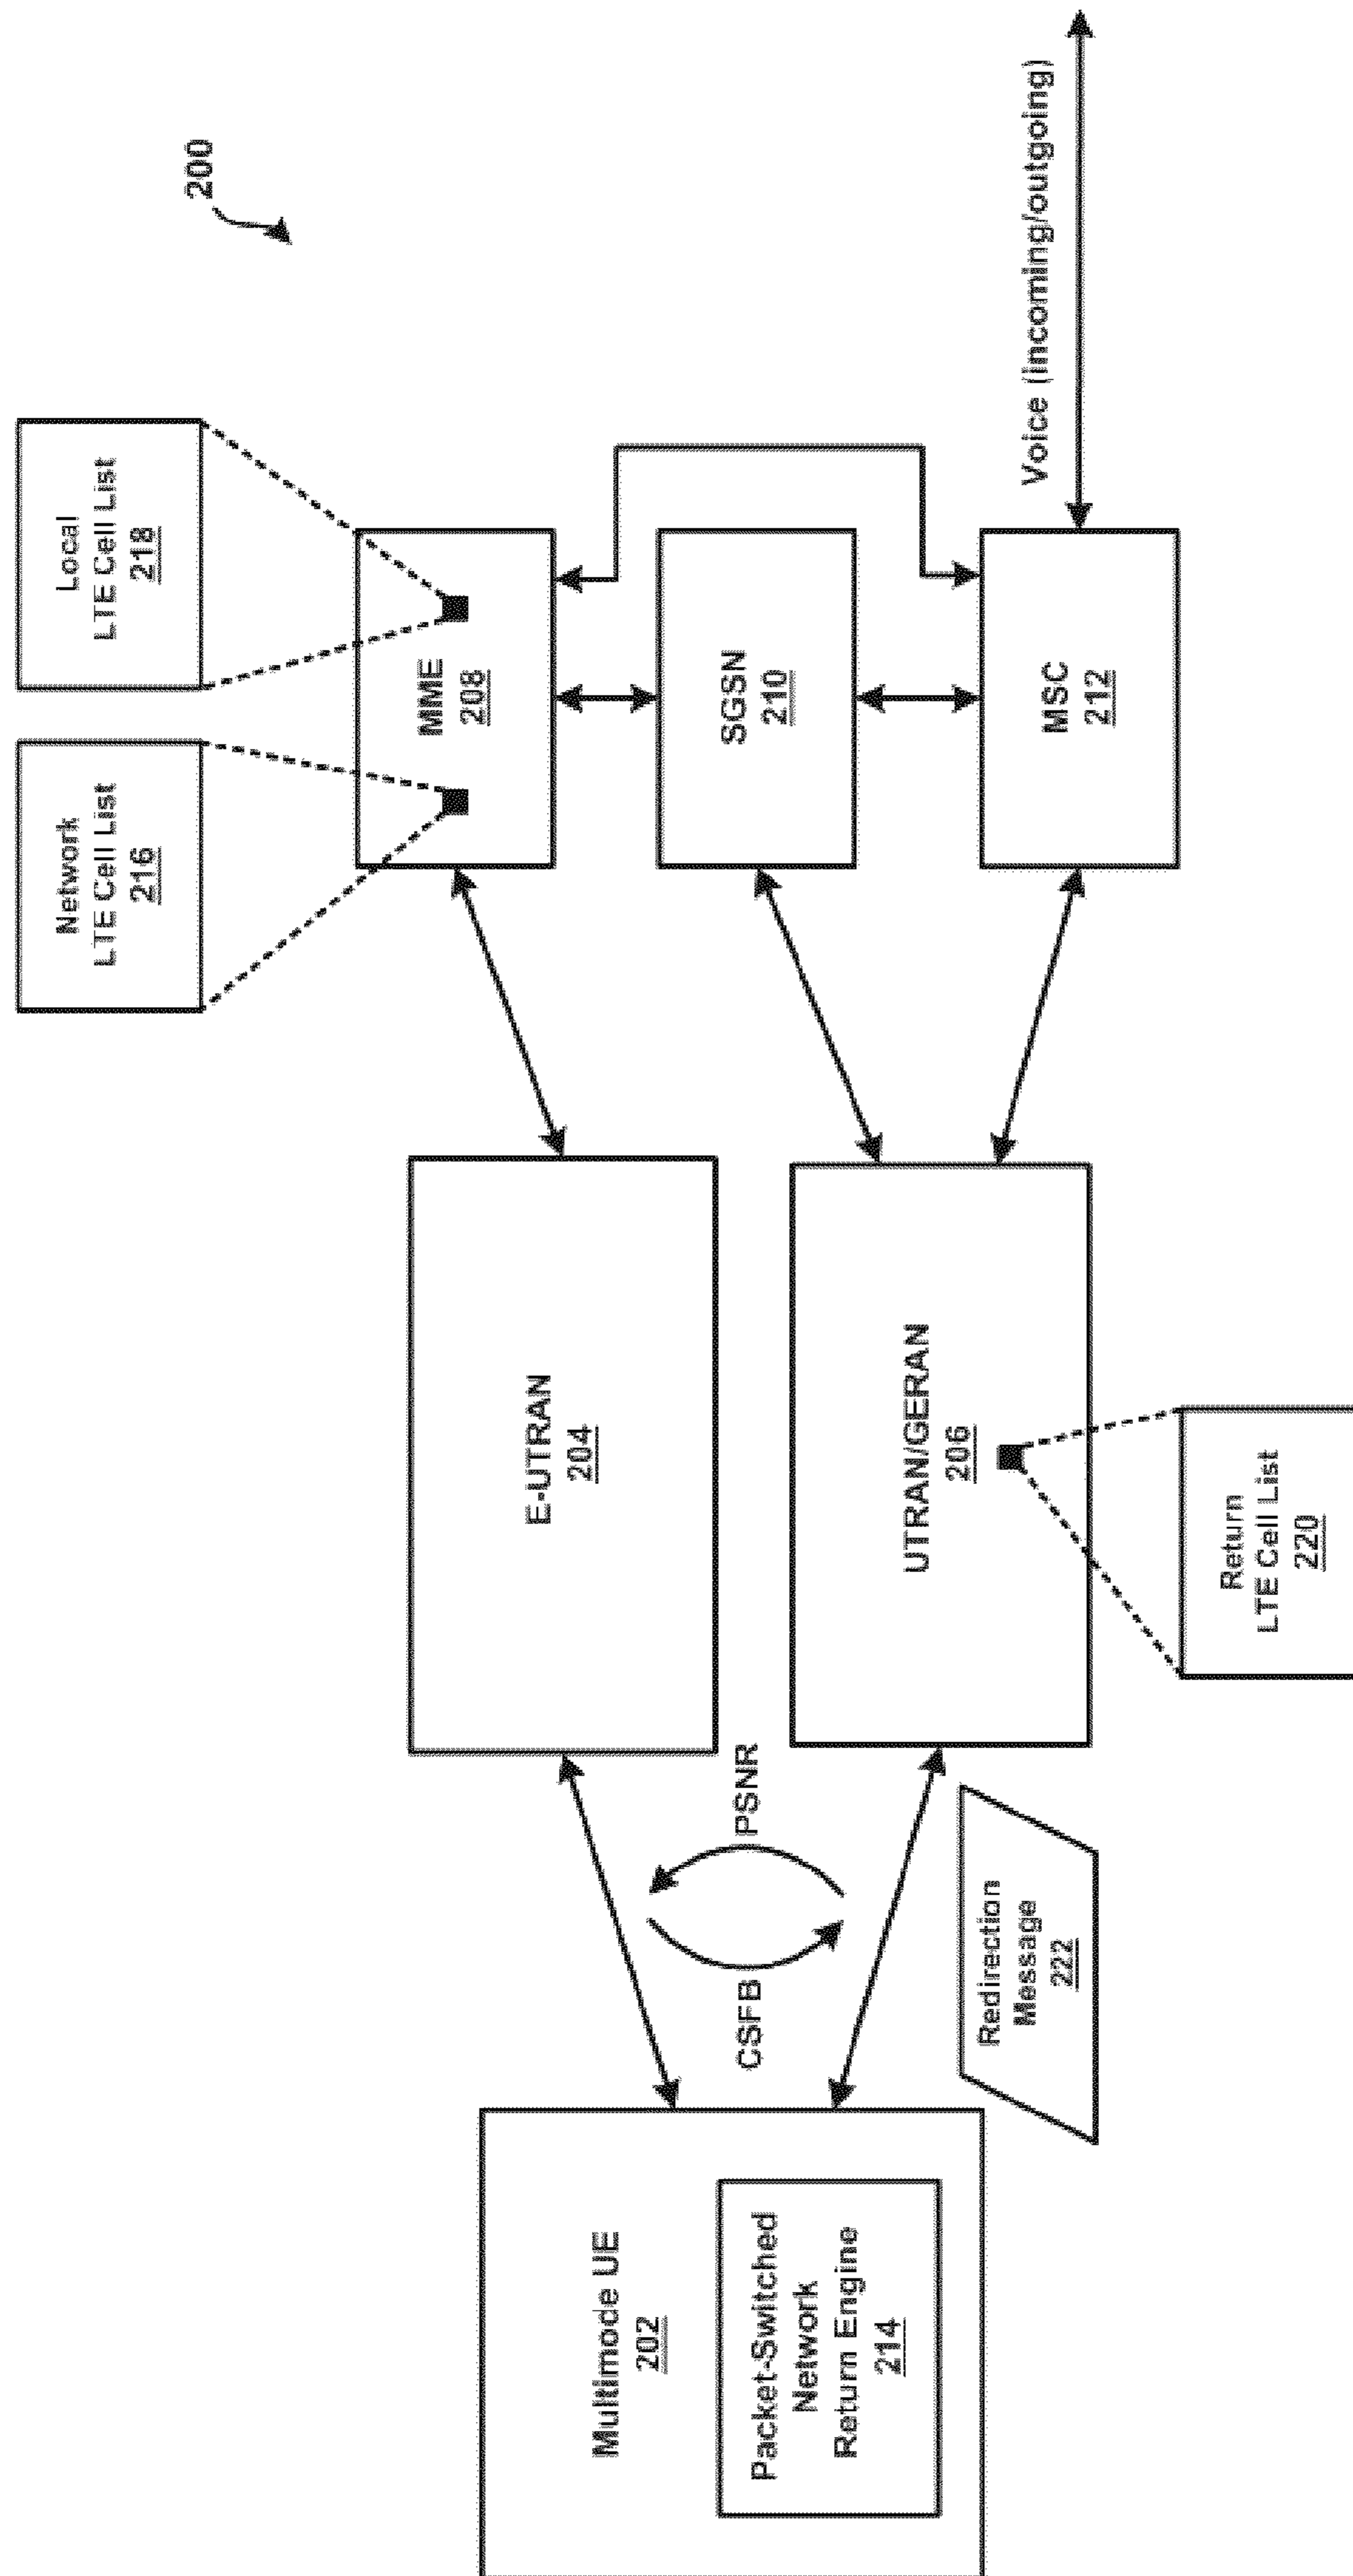 200
Network
LTE Cell List
216
Local
LTE Cell List
218
MME
208
SGSN
210
MSC
212
Voice (incoming/outgoing)
E-UTRAN
204
UTRAN/GERAN
206
Return
LTE Cell List
220
CSFB
PSNR
Redirection
Message
222
Multimode UE
202
Packet-Switched
Network
Return Engine
214